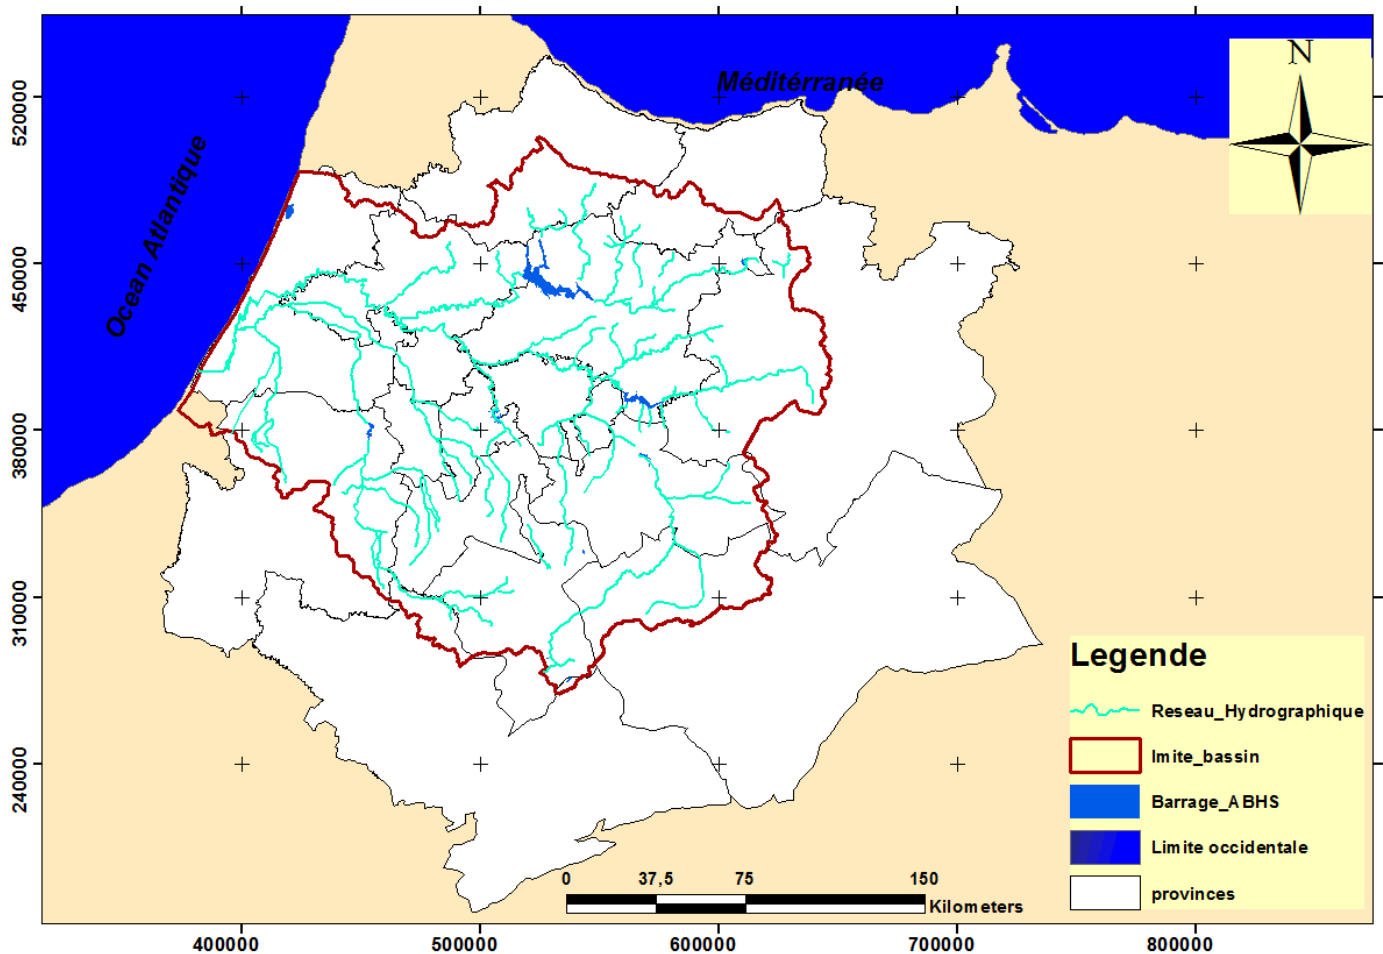 N
Méditérranée
Ocean Atlantique
520000
450000
380000
310000
240000
Legende
Reseau_Hydrographique
lmite_bassin
Barrage_ABHS
Limite occidentale
provinces
0 37,5 75 150
Kilometers
400000 500000 600000 700000 800000